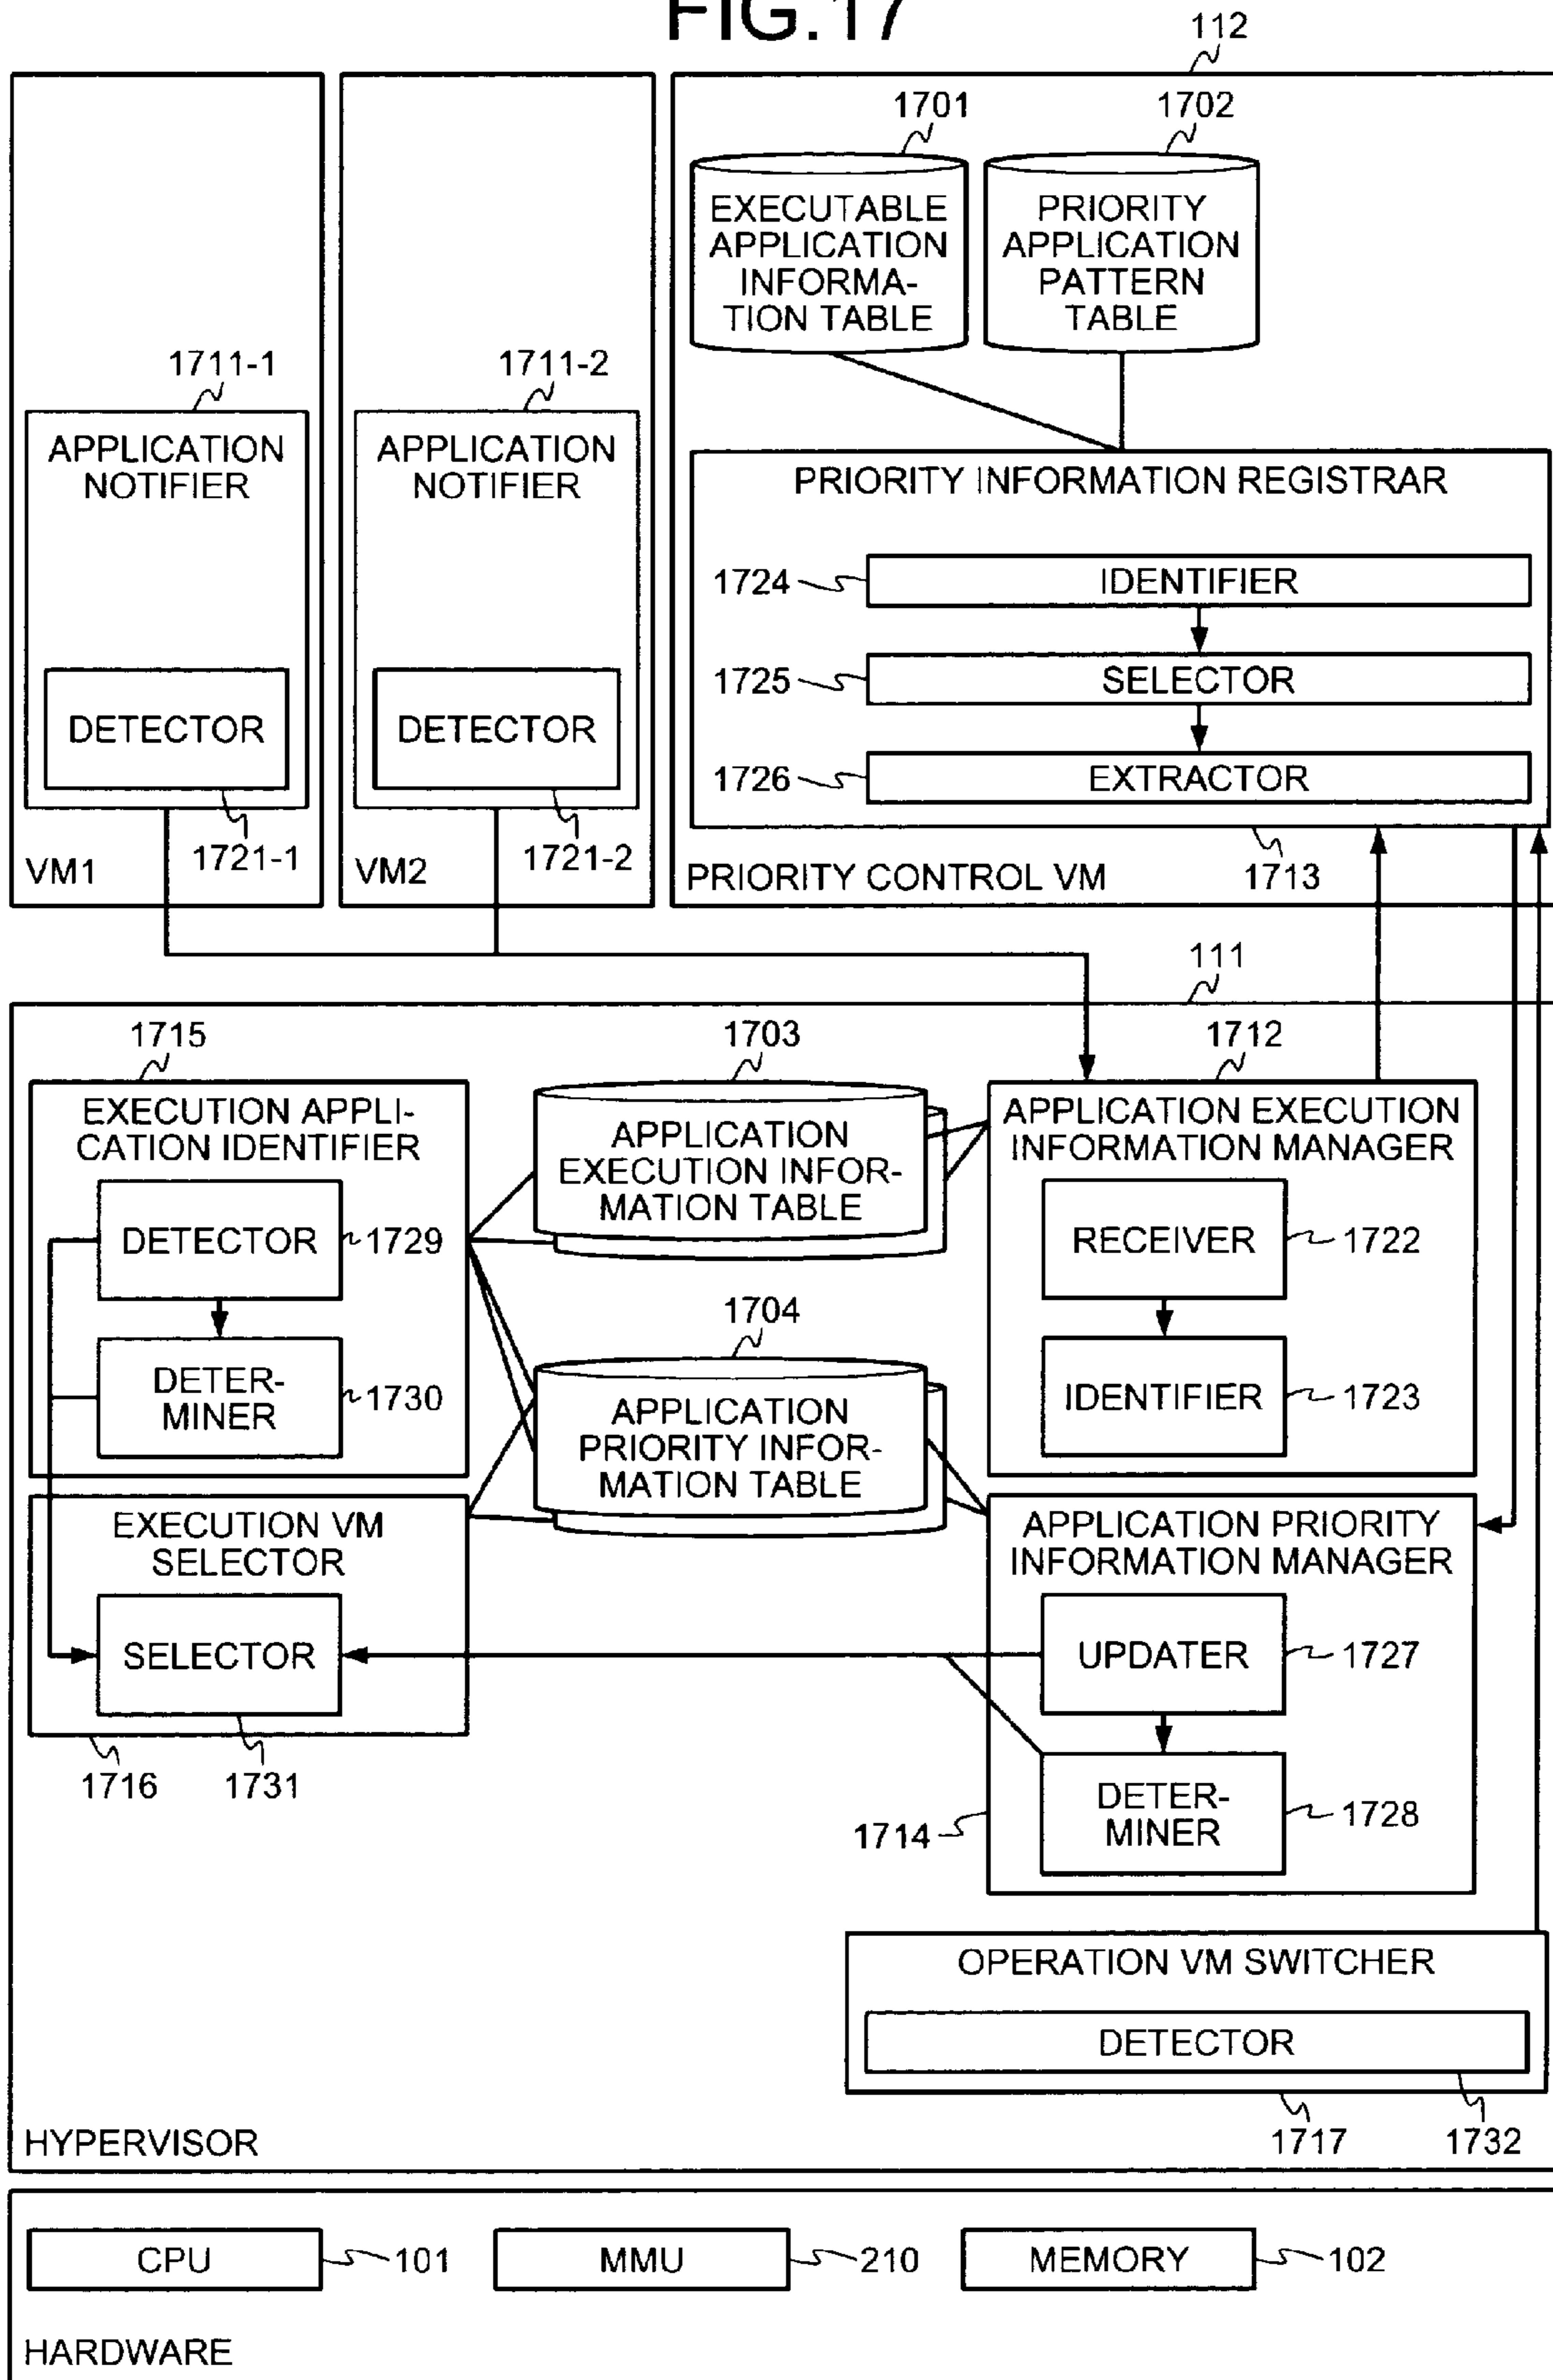 FIG.17
112
1701
1702
EXECUTABLE
APPLICATION
INFORMA-
TION TABLE
PRIORITY
APPLICATION
PATTERN
TABLE
1711-1
1711-2
APPLICATION
NOTIFIER
APPLICATION
NOTIFIER
PRIORITY INFORMATION REGISTRAR
1724
IDENTIFIER
1725
SELECTOR
1726
EXTRACTOR
DETECTOR
DETECTOR
1721-1
1721-2
VM1
VM2
PRIORITY CONTROL VM
1713
111
1715
1703
1712
EXECUTION APPLI-
CATION IDENTIFIER
APPLICATION
EXECUTION INFOR-
MATION TABLE
APPLICATION EXECUTION
INFORMATION MANAGER
DETECTOR
1729
RECEIVER
1722
1704
DETER-
MINER
1730
APPLICATION
PRIORITY INFOR-
MATION TABLE
IDENTIFIER
1723
EXECUTION VM
SELECTOR
APPLICATION PRIORITY
INFORMATION MANAGER
SELECTOR
UPDATER
1727
1716
1731
DETER-
MINER
1728
1714
OPERATION VM SWITCHER
DETECTOR
1717
1732
HYPERVISOR
CPU
101
MMU
210
MEMORY
102
HARDWARE